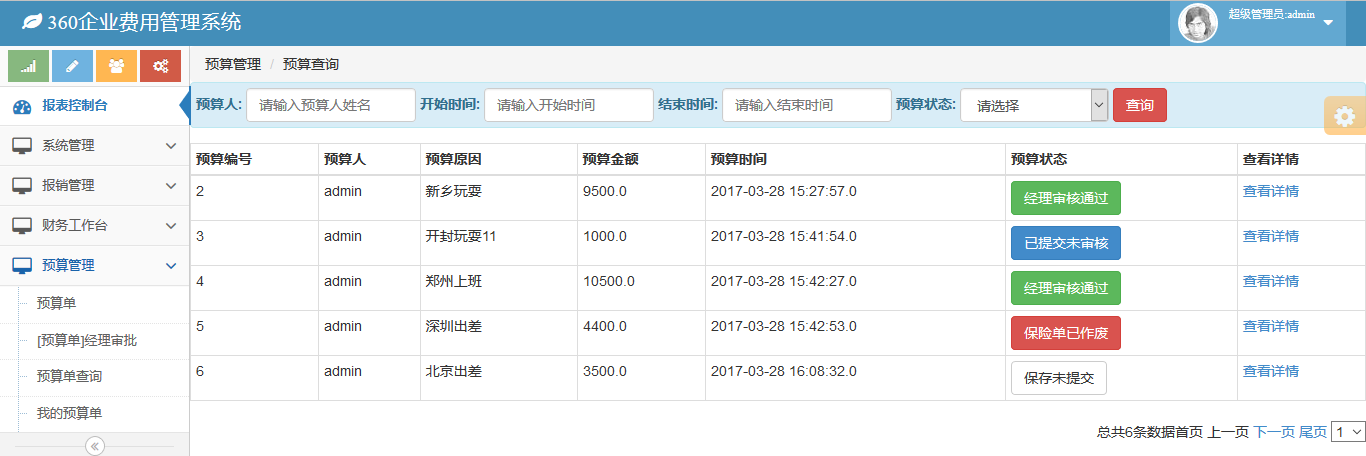 360企业费用管理系统
超级管理员:admin
预算管理 / 预算查询
报表控制台
系统管理
报销管理
财务工作台
预算管理
预算单
[预算单]经理审批
预算单查询
我的预算单
预算人: 请输入预算人姓名 开始时间: 请输入开始时间 结束时间: 请输入结束时间 预算状态: 请选择 查询
预算编号 预算人 预算原因 预算金额 预算时间 预算状态 查看详情
2 admin 新乡玩耍 9500.0 2017-03-28 15:27:57.0 经理审核通过 查看详情
3 admin 开封玩耍11 1000.0 2017-03-28 15:41:54.0 已提交未审核 查看详情
4 admin 郑州上班 10500.0 2017-03-28 15:42:27.0 经理审核通过 查看详情
5 admin 深圳出差 4400.0 2017-03-28 15:42:53.0 保险单已作废 查看详情
6 admin 北京出差 3500.0 2017-03-28 16:08:32.0 保存未提交 查看详情
总共6条数据首页 上一页 下一页 尾页 1